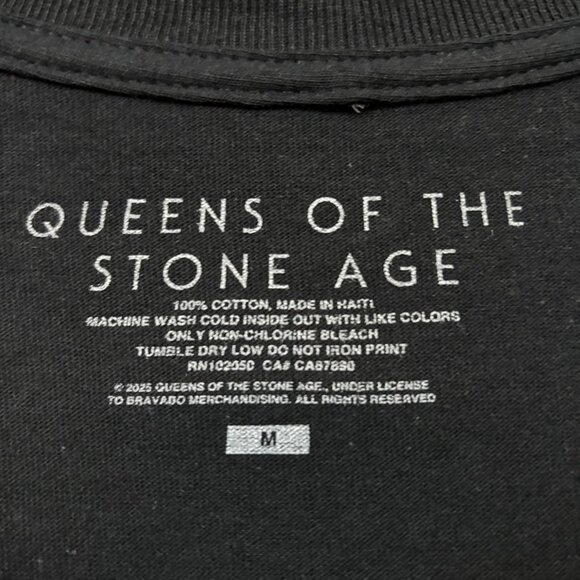 QUEENS OF THE
STONE AGE
100% COTTON, MADE IN HAITI
MACHINE WASH COLD INSIDE OUT WITH LIKE COLORS
ONLY NON-CHLORINE BLEACH
TUMBLE DRY LOW DO NOT IRON PRINT
RN102050 CA#
© 2025 QUEENS OF THE STONE AGE., UNDER LICENSE
TO BRAVADO MERCHANDISING. ALL RIGHTS RESERVED
M